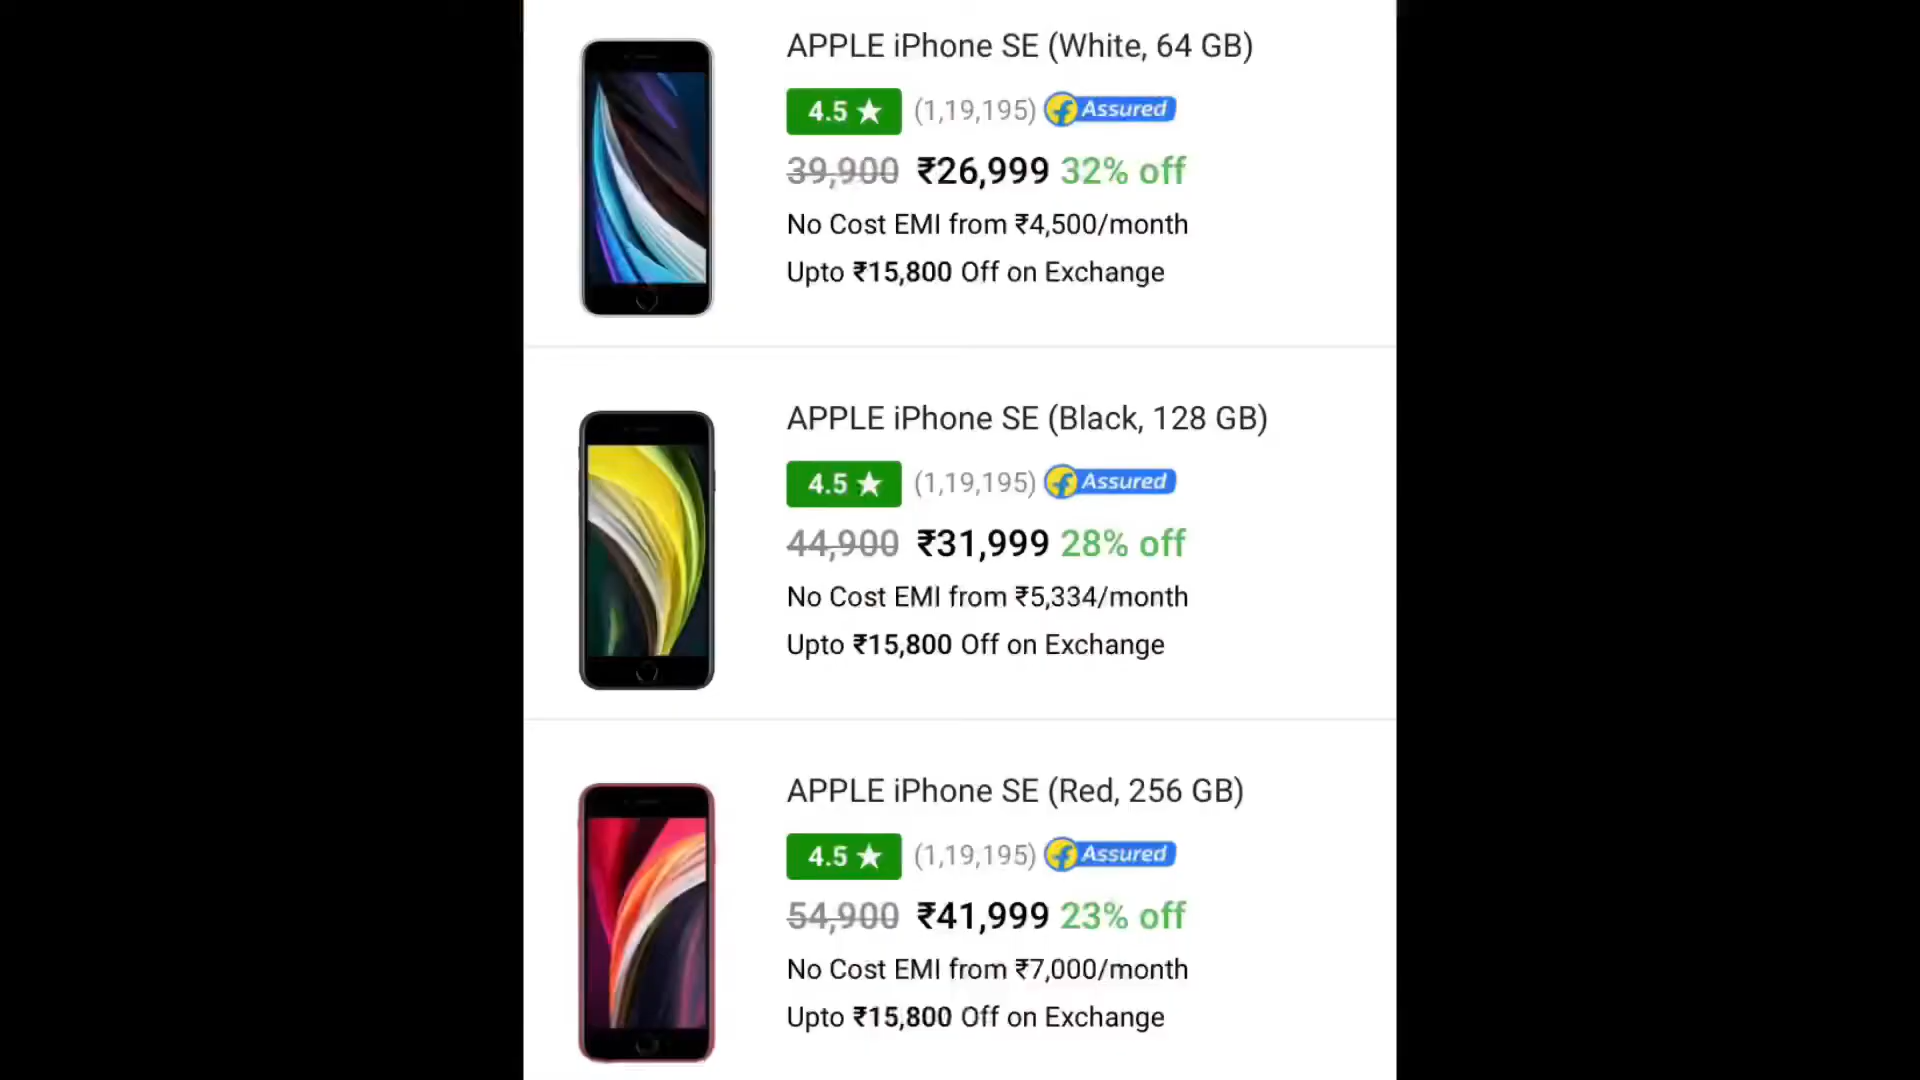 APPLE iPhone SE (White, 64 GB)
4.5 ★ (1,19,195) f Assured
39,900 ₹26,999 32% off
No Cost EMI from ₹4,500/month
Upto ₹15,800 Off on Exchange
APPLE iPhone SE (Black, 128 GB)
4.5 ★ (1,19,195) f Assured
44,900 ₹31,999 28% off
No Cost EMI from ₹5,334/month
Upto ₹15,800 Off on Exchange
APPLE iPhone SE (Red, 256 GB)
4.5 ★ (1,19,195) f Assured
54,900 ₹41,999 23% off
No Cost EMI from ₹7,000/month
Upto ₹15,800 Off on Exchange